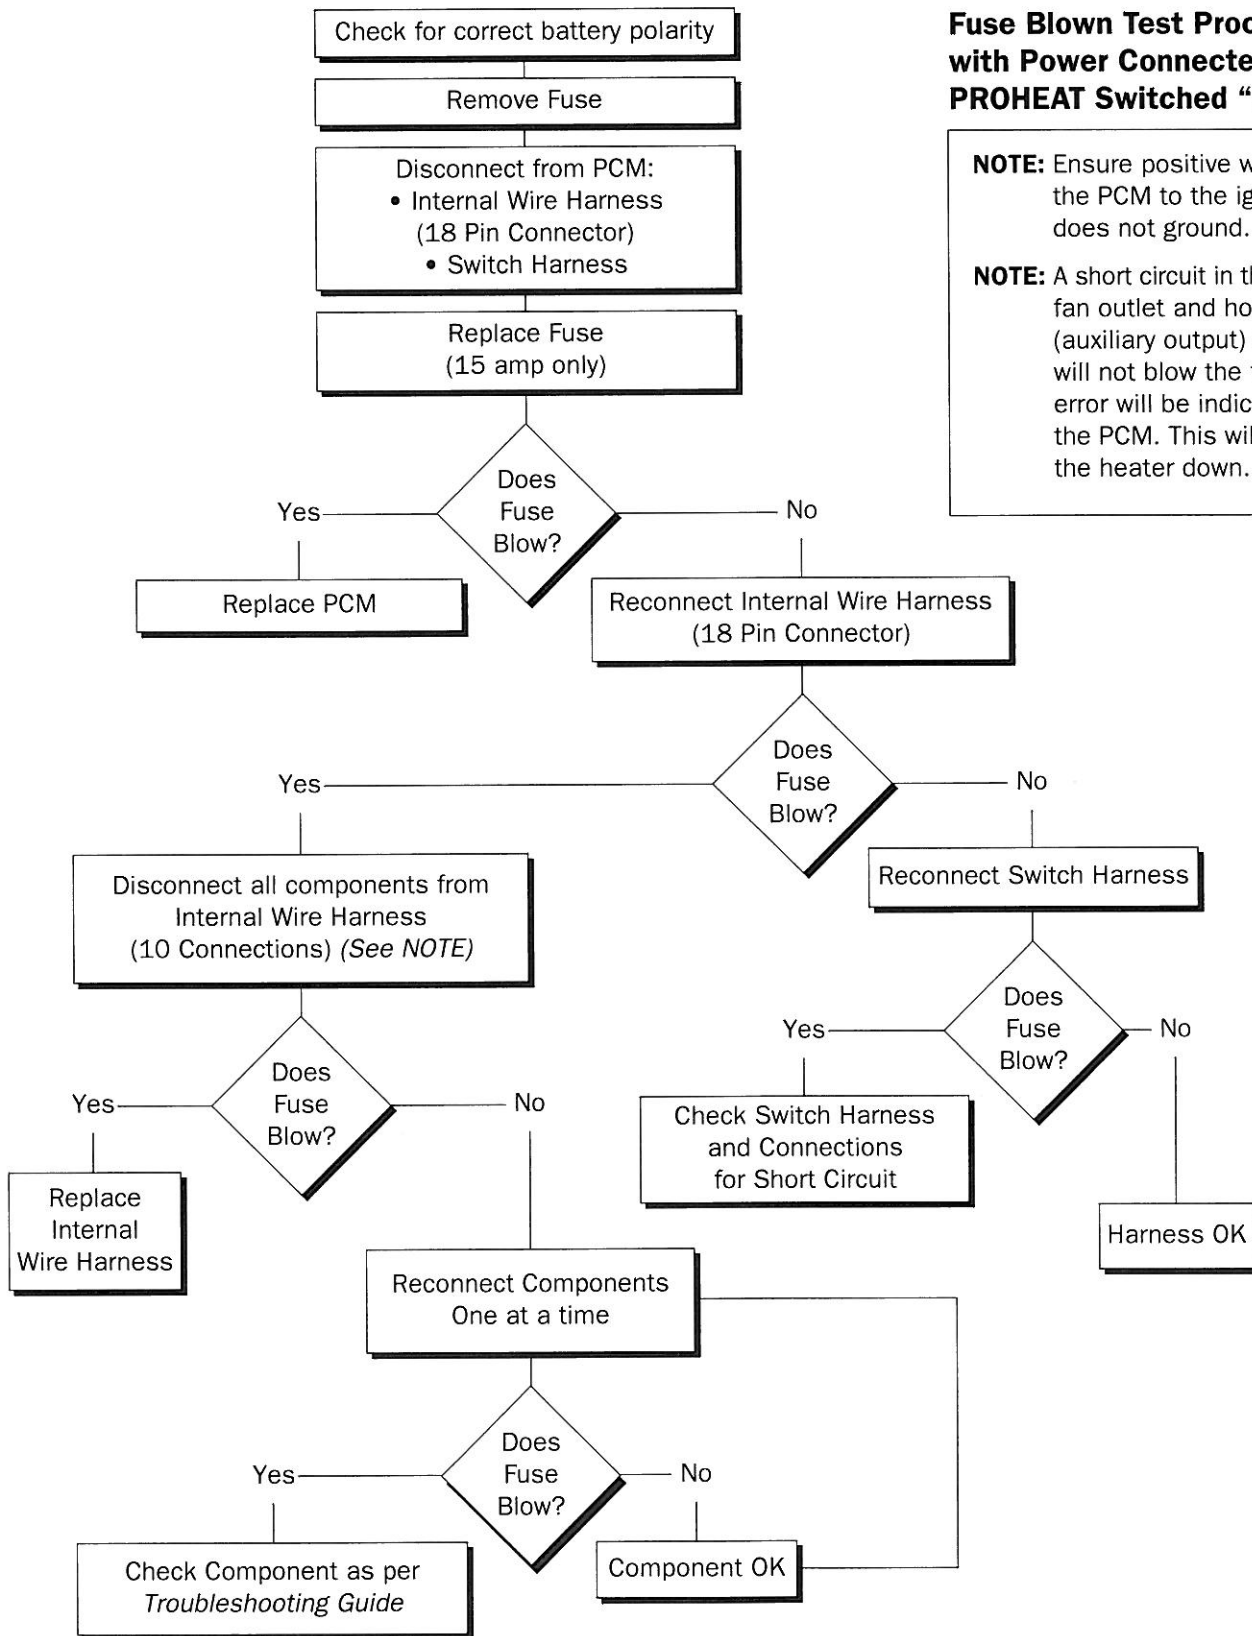 Check for correct battery polarity
Remove Fuse
Disconnect from PCM:
• Internal Wire Harness
(18 Pin Connector)
• Switch Harness
Replace Fuse
(15 amp only)
Does
Fuse
Blow?
Yes
No
Replace PCM
Reconnect Internal Wire Harness
(18 Pin Connector)
Does
Fuse
Blow?
Yes
No
Disconnect all components from
Internal Wire Harness
(10 Connections) (See NOTE)
Reconnect Switch Harness
Does
Fuse
Blow?
Yes
No
Check Switch Harness
and Connections
for Short Circuit
Harness OK
Does
Fuse
Blow?
Yes
No
Replace
Internal
Wire Harness
Reconnect Components
One at a time
Does
Fuse
Blow?
Yes
No
Check Component as per
Troubleshooting Guide
Component OK
Fuse Blown Test
with Power
PROHEAT Switched “
NOTE: Ensure positive
the PCM to the
does not ground.
NOTE: A short circuit in
fan outlet and
(auxiliary output)
will not blow the
error will be
the PCM. This
the heater down.